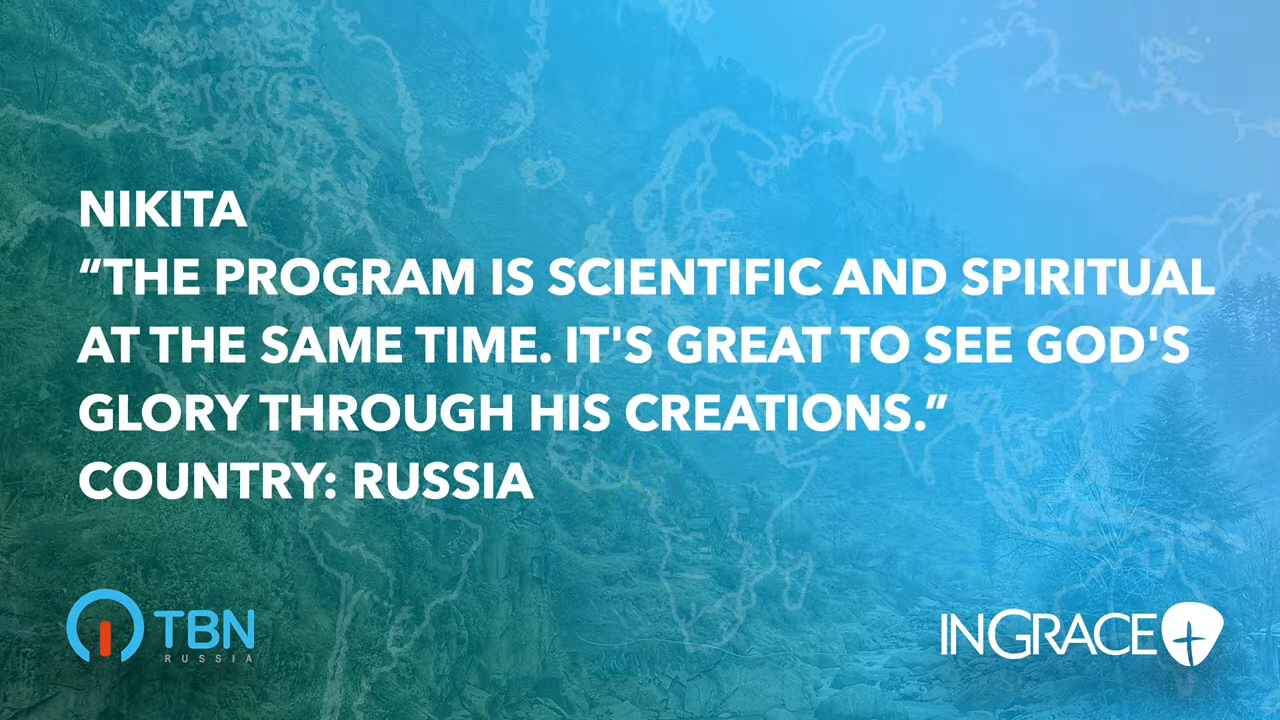 NIKITA
“THE PROGRAM IS SCIENTIFIC AND SPIRITUAL
AT THE SAME TIME. IT'S GREAT TO SEE GOD'S
GLORY THROUGH HIS CREATIONS.”
COUNTRY: RUSSIA
TBN
RUSSIA
INGRACE